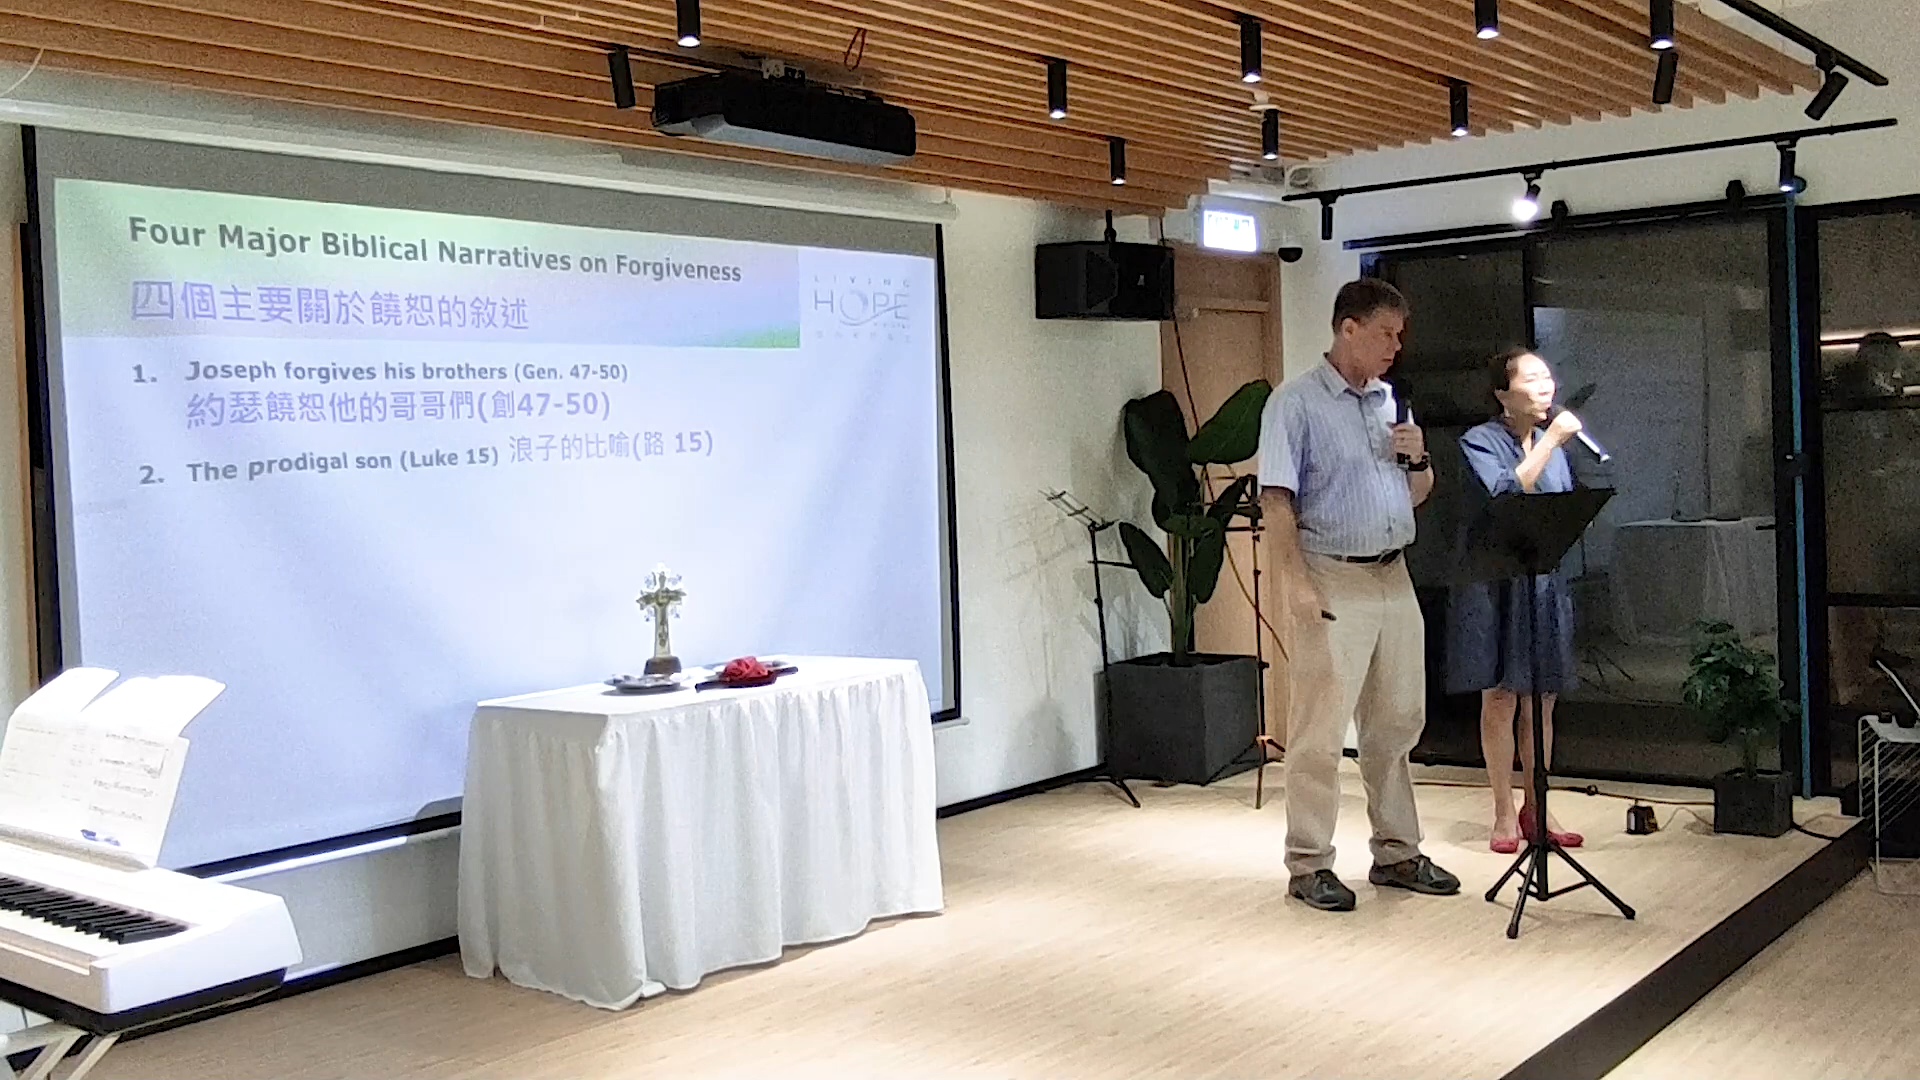 Four Major Biblical Narratives on Forgiveness
四個主要關於饒恕的敘述
LIVING
HOPE
1. Joseph forgives his brothers (Gen. 47-50)
約瑟饒恕他的哥哥們(創47-50)
2. The prodigal son (Luke 15) 浪子的比喻(路 15)